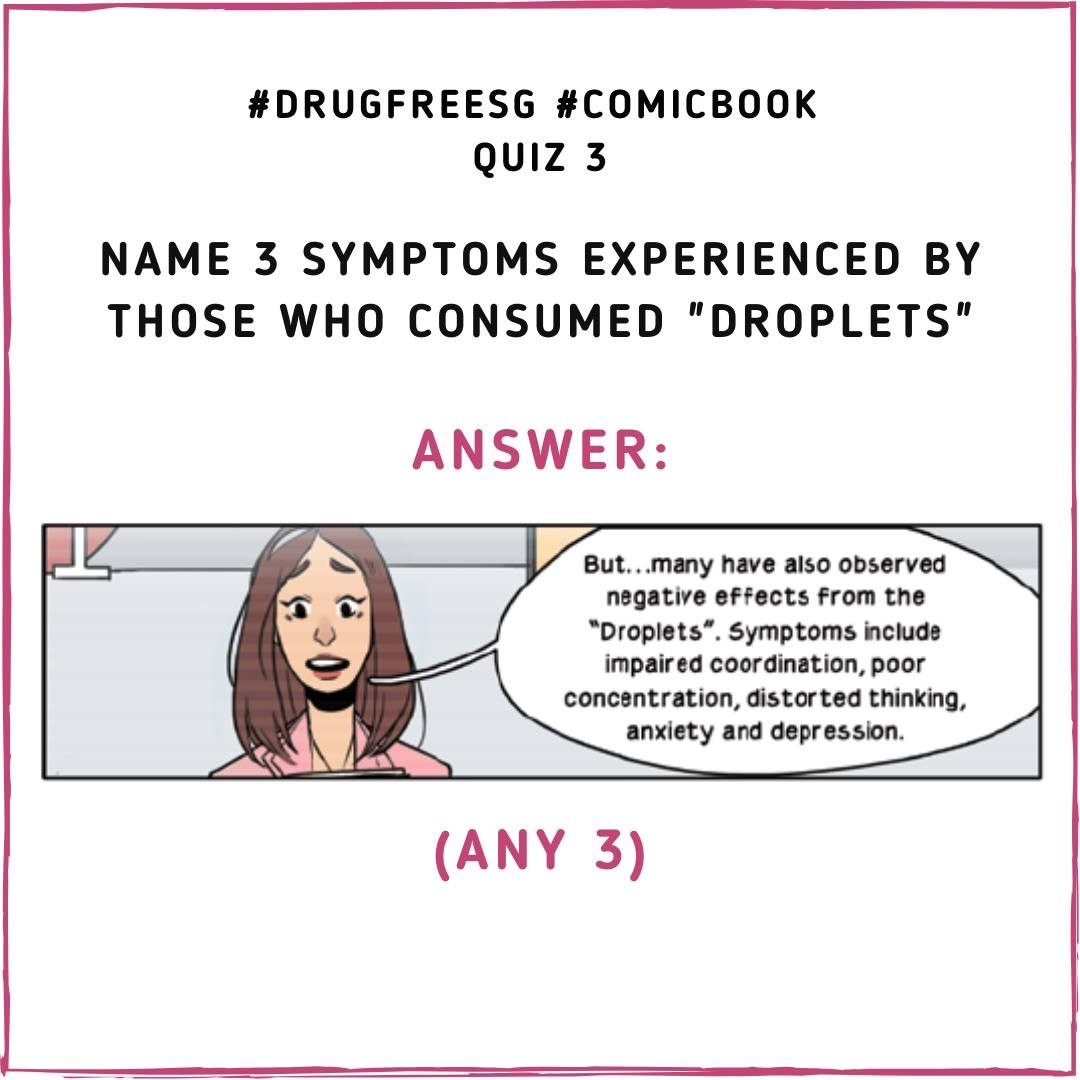 #DRUGFREESG #COMICBOOK
QUIZ 3
NAME 3 SYMPTOMS EXPERIENCED BY
THOSE WHO CONSUMED "DROPLETS"
ANSWER:
But...many have also observed
negative effects from the
"Droplets". Symptoms include
impaired coordination, poor
concentration, distorted thinking,
anxiety and depression.
(ANY 3)